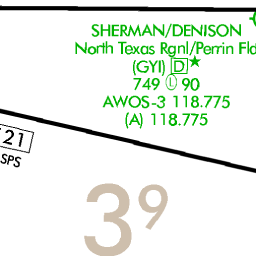 SHERMAN/DENISON
North Texas Rgnl/Perrin Fld
(GYI) D★
749 Ⓛ 90
AWOS-3 118.775
(A) 118.775
21
SPS
39